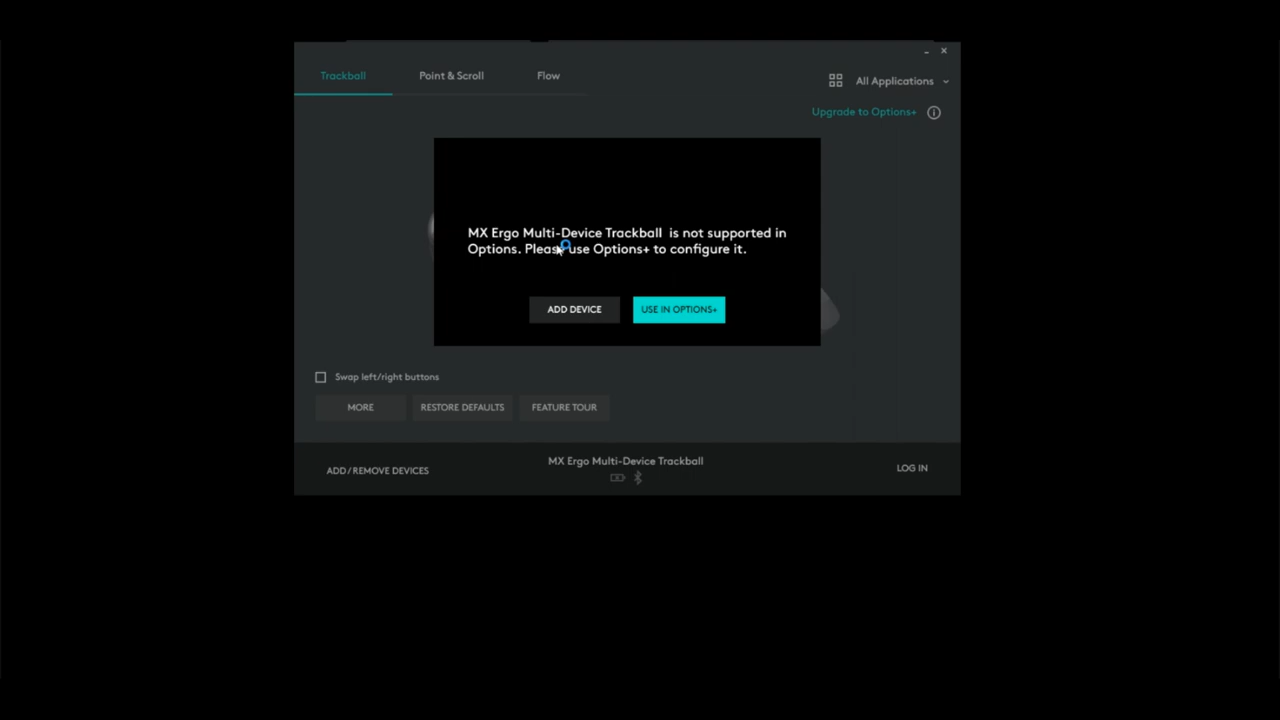 Trackball
Point & Scroll
Flow
All Applications
Upgrade to Options+
MX Ergo Multi-Device Trackball is not supported in
Options. Please use Options+ to configure it.
ADD DEVICE
USE IN OPTIONS+
Swap left/right buttons
MORE
RESTORE DEFAULTS
FEATURE TOUR
ADD/REMOVE DEVICES
MX Ergo Multi-Device Trackball
LOG IN